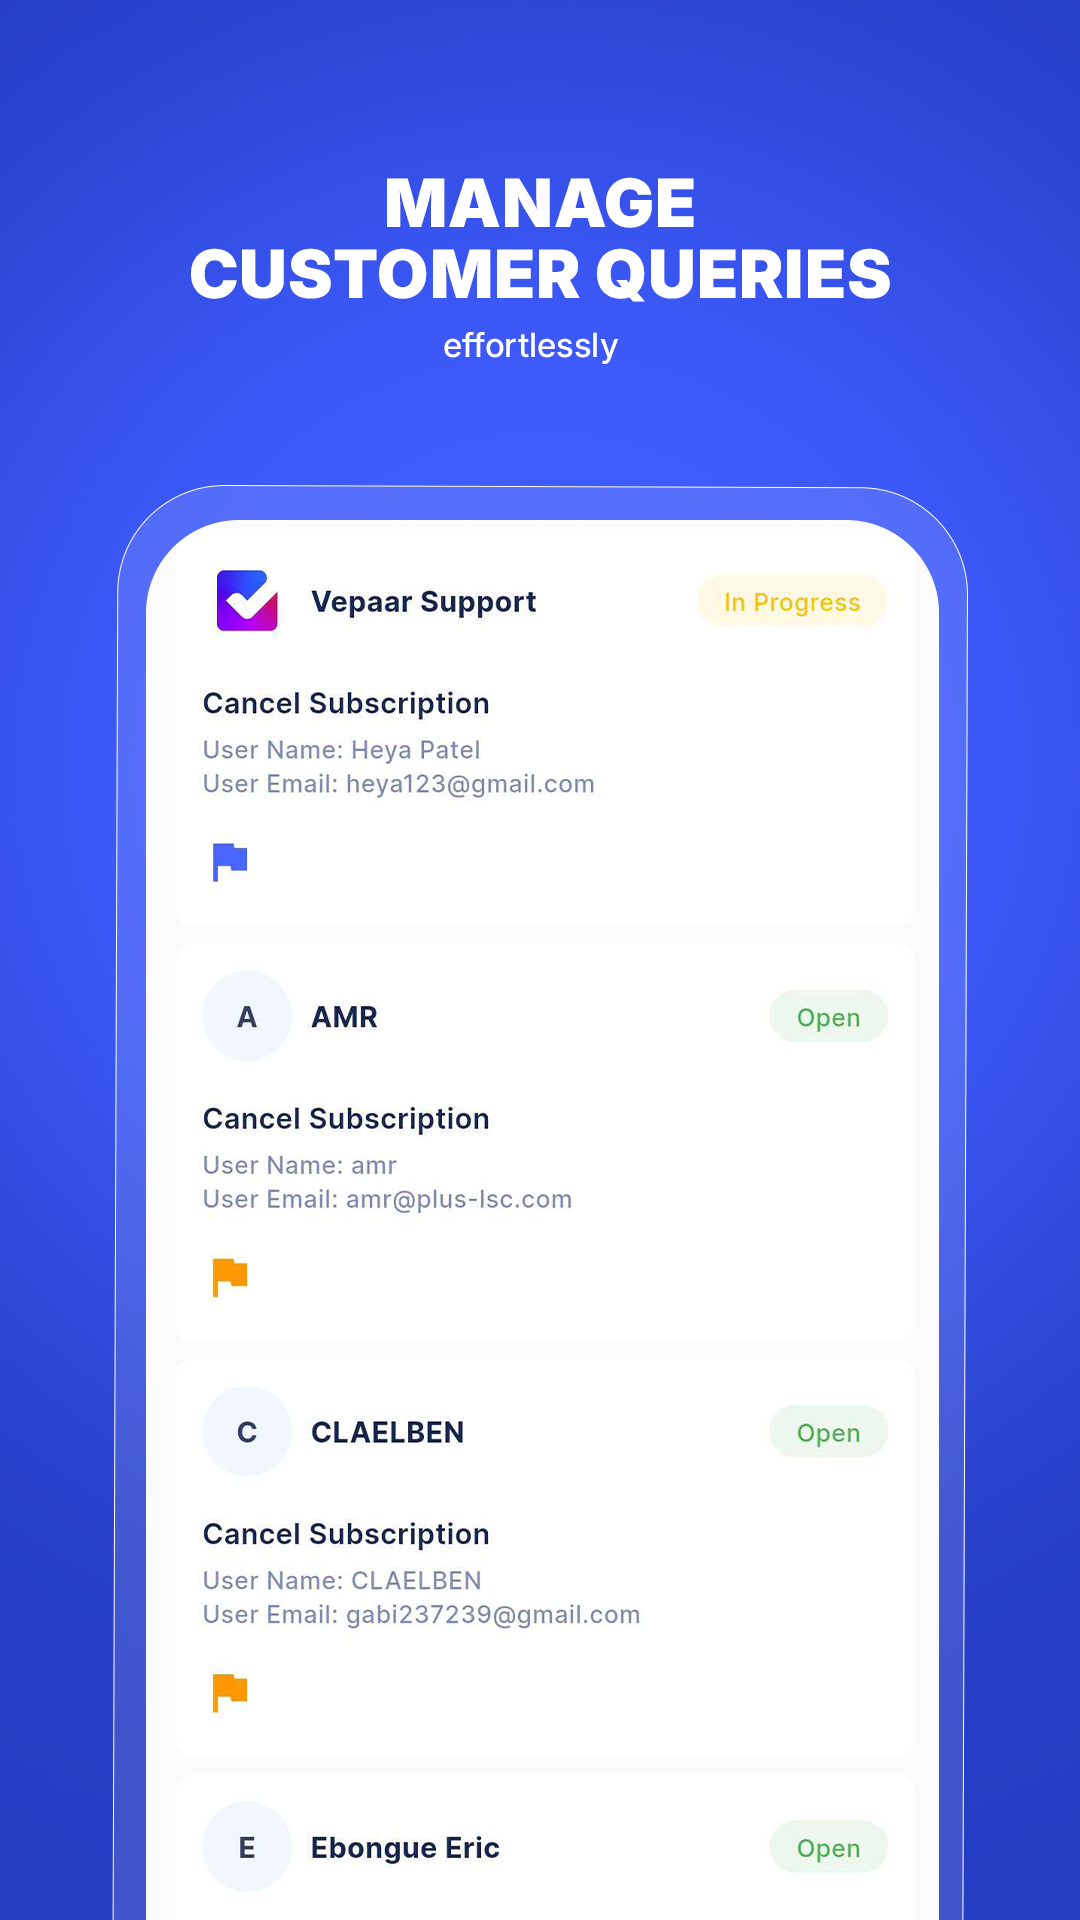 MANAGE
CUSTOMER QUERIES
effortlessly
Vepaar Support
In Progress
Cancel Subscription
User Name: Heya Patel
User Email: heya123@gmail.com
A
AMR
Open
Cancel Subscription
User Name: amr
User Email: amr@plus-lsc.com
C
CLAELBEN
Open
Cancel Subscription
User Name: CLAELBEN
User Email: gabi237239@gmail.com
E
Ebongue Eric
Open